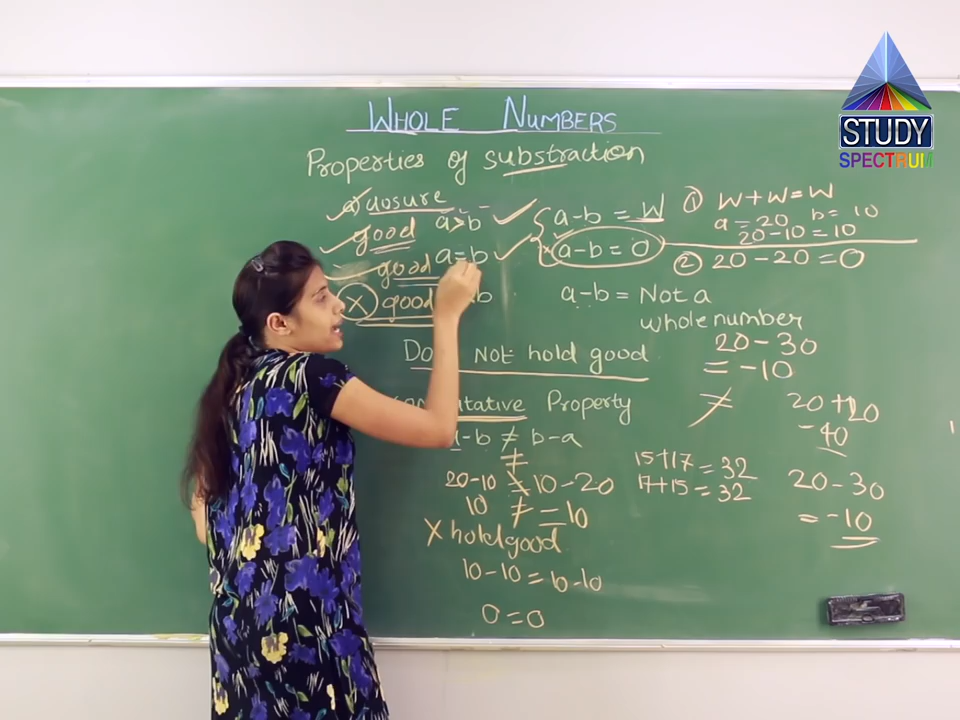 STUDY
SPECTRUM
WHOLE NUMBERS
Properties of substraction
a) closure
good a>b ✓
good a=b ✓
X good b
{ a-b = W
a-b = 0
a-b = Not a
whole number
① W+W=W
a=20 b=10
20-10=10
② 20-20=0
20-30
= -10
≠
Not hold good
Property
a-b ≠ b-a
≠
20-10 10-20
10 ≠ =10
X hold good
10-10=10-10
0=0
15+17=32
17+15=32
20+20
-40
20-30
= -10